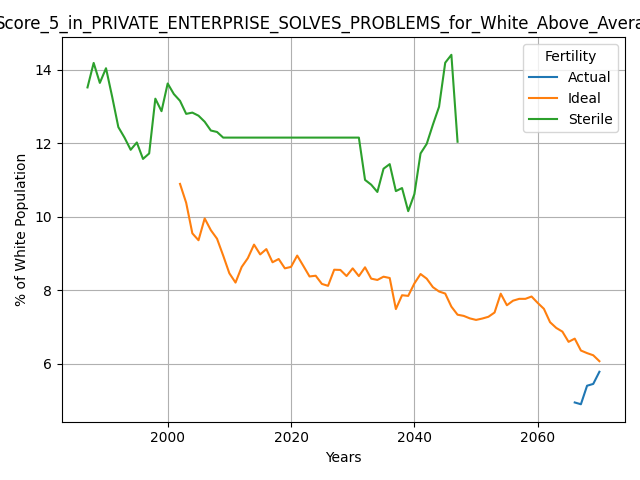 Score_5_in_PRIVATE_ENTERPRISE_SOLVES_PROBLEMS_for_White_Above_Avera
Fertility
Actual
Ideal
Sterile
14
12
10
8
6
% of White Population
2000
2020
2040
2060
Years